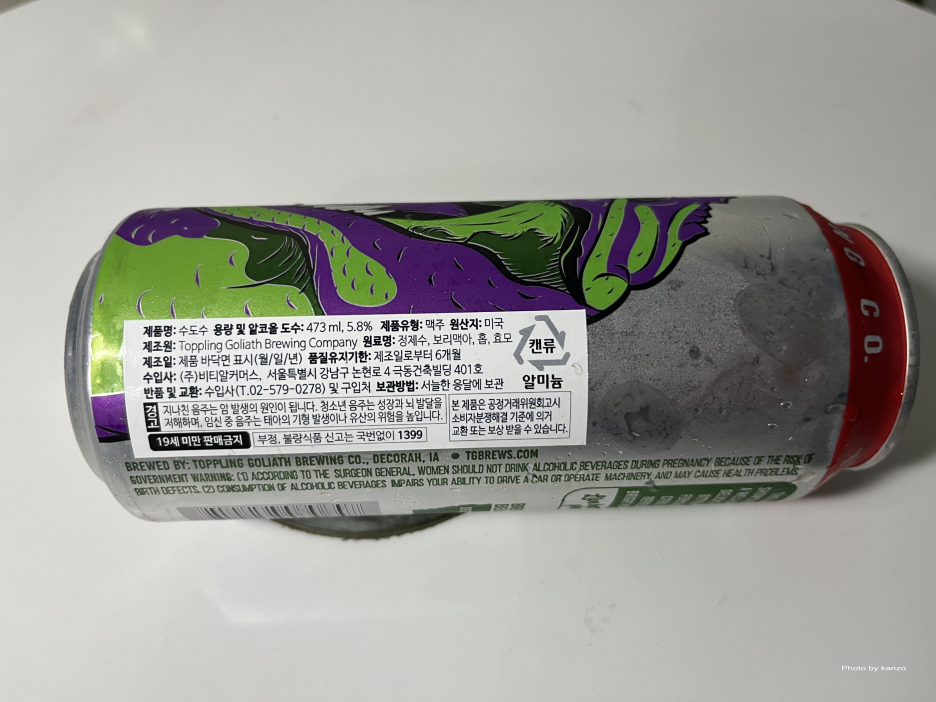 제품명: 수도수 용량 및 알코올 도수: 473 ml, 5.8% 제품유형: 맥주 원산지: 미국
제조원: Toppling Goliath Brewing Company 원료명: 정제수, 보리맥아, 홉, 효모
제조일: 제품 바닥면 표시(월/일/년) 품질유지기한: 제조일로부터 6개월
수입사: (주)비티알커머스, 서울특별시 강남구 논현로 4 극동건축빌딩 401호
반품 및 교환: 수입사(T.02-579-0278) 및 구입처 보관방법: 서늘한 응달에 보관
캔류
알미늄
경고
지나친 음주는 암 발생의 원인이 됩니다. 청소년 음주는 성장과 뇌 발달을
저해하며, 임신 중 음주는 태아의 기형 발생이나 유산의 위험을 높입니다.
19세 미만 판매금지
부정, 불량식품 신고는 국번없이 1399
본 제품은 공정거래위원회고시
소비자분쟁해결 기준에 의거
교환 또는 보상 받을 수 있습니다.
BREWED BY: TOPPLING GOLIATH BREWING CO., DECORAH, IA • TGBREWS.COM
GOVERNMENT WARNING: (1) ACCORDING TO THE SURGEON GENERAL, WOMEN SHOULD NOT DRINK ALCOHOLIC BEVERAGES DURING PREGNANCY BECAUSE OF THE RISK OF
BIRTH DEFECTS. (2) CONSUMPTION OF ALCOHOLIC BEVERAGES IMPAIRS YOUR ABILITY TO DRIVE A CAR OR OPERATE MACHINERY, AND MAY CAUSE HEALTH PROBLEMS.
CO.
Photo by kanzo